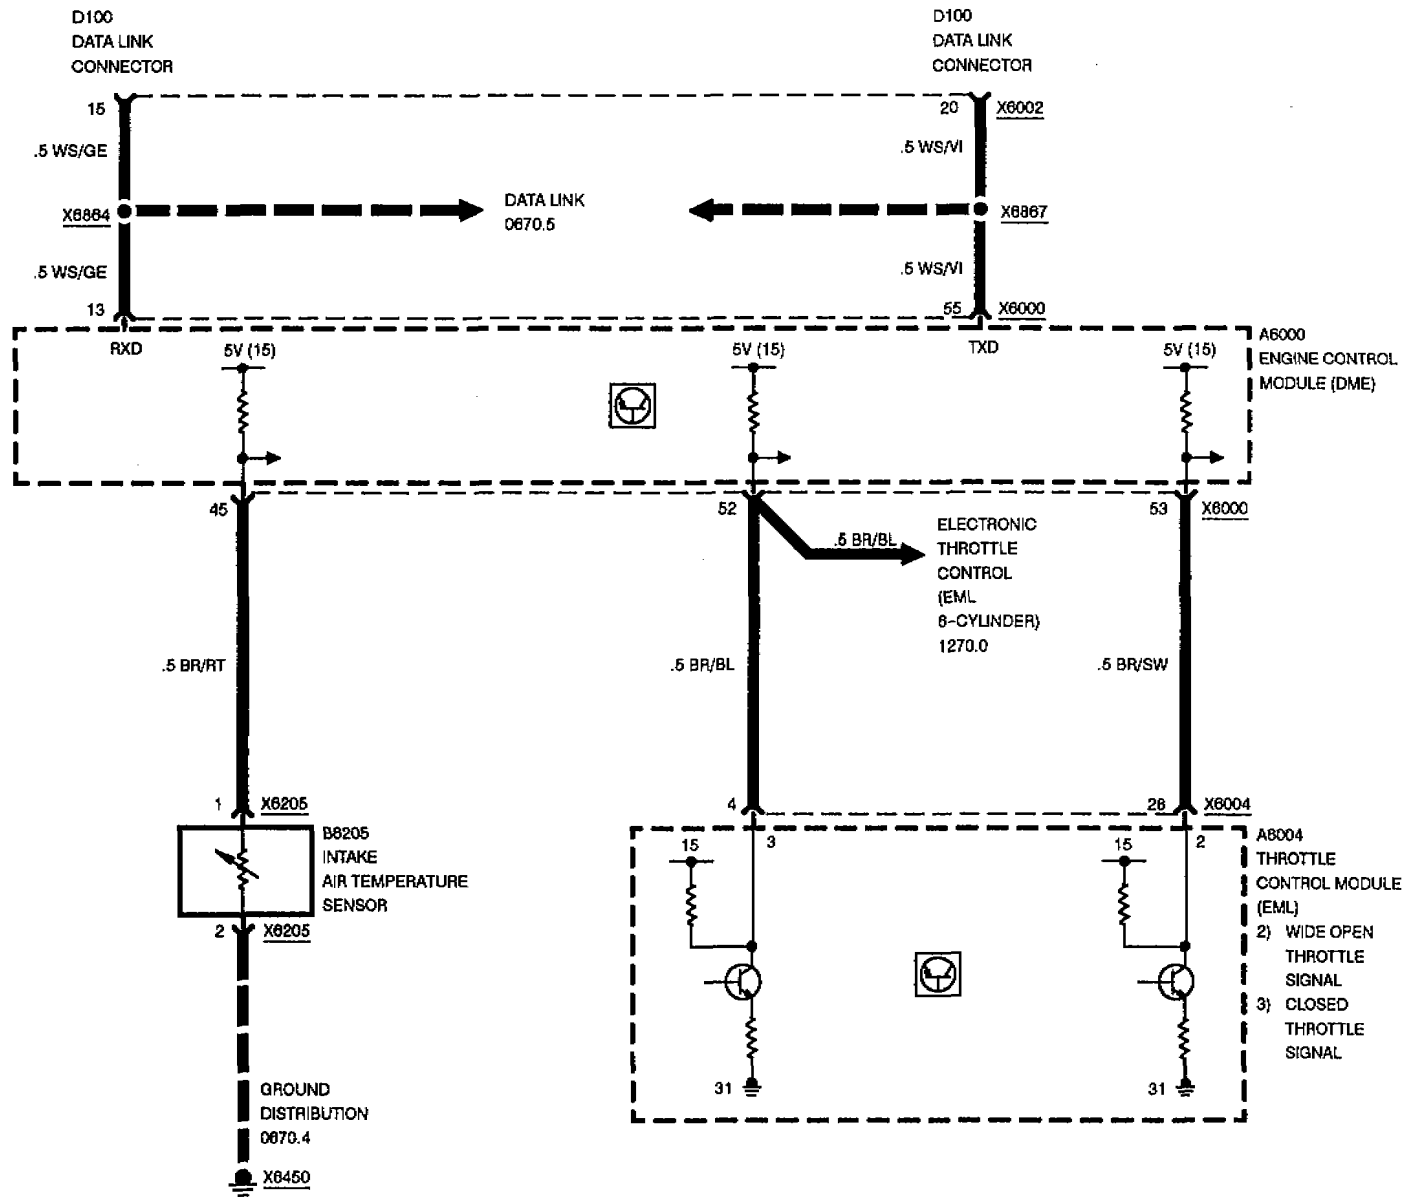 D100
DATA LINK
CONNECTOR
D100
DATA LINK
CONNECTOR
15
20
X6002
.5 WS/GE
.5 WS/VI
X6864
DATA LINK
0670.5
X6867
.5 WS/GE
.5 WS/VI
13
55
X6000
RXD
5V (15)
5V (15)
TXD
5V (15)
A6000
ENGINE CONTROL
MODULE (DME)
45
52
53
X6000
.5 BR/BL
ELECTRONIC
THROTTLE
CONTROL
(EML
6-CYLINDER)
1270.0
.5 BR/RT
.5 BR/BL
.5 BR/SW
1
X6205
4
26
X6004
B6205
INTAKE
AIR TEMPERATURE
SENSOR
15
3
15
2
A6004
THROTTLE
CONTROL MODULE
(EML)
2) WIDE OPEN
THROTTLE
SIGNAL
3) CLOSED
THROTTLE
SIGNAL
2
X6205
31
31
GROUND
DISTRIBUTION
0670.4
X6450